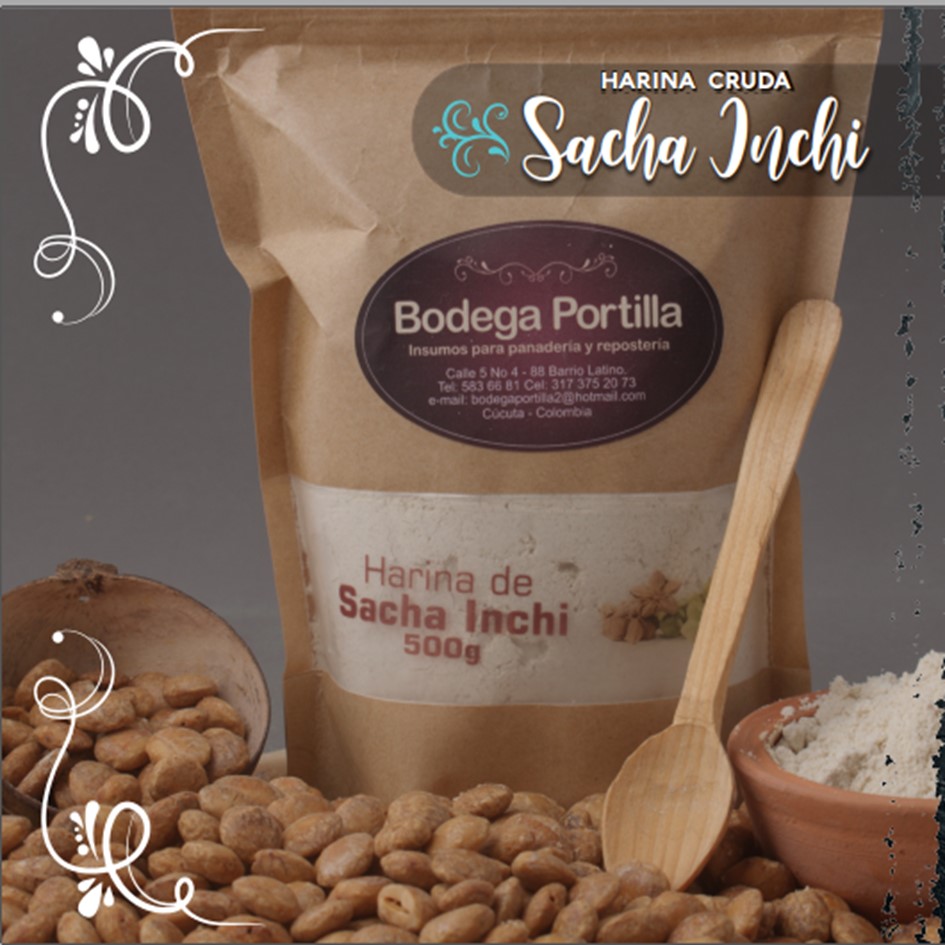 HARINA CRUDA
Sacha Inchi
Bodega Portilla
Insumos para panadería y repostería
Calle 5 No 4 - 88 Barrio Latino.
Tel: 583 66 81 Cel: 317 375 20 73
e-mail: bodegaportilla2@hotmail.com
Cúcuta - Colombia
Harina de
Sacha Inchi
500g